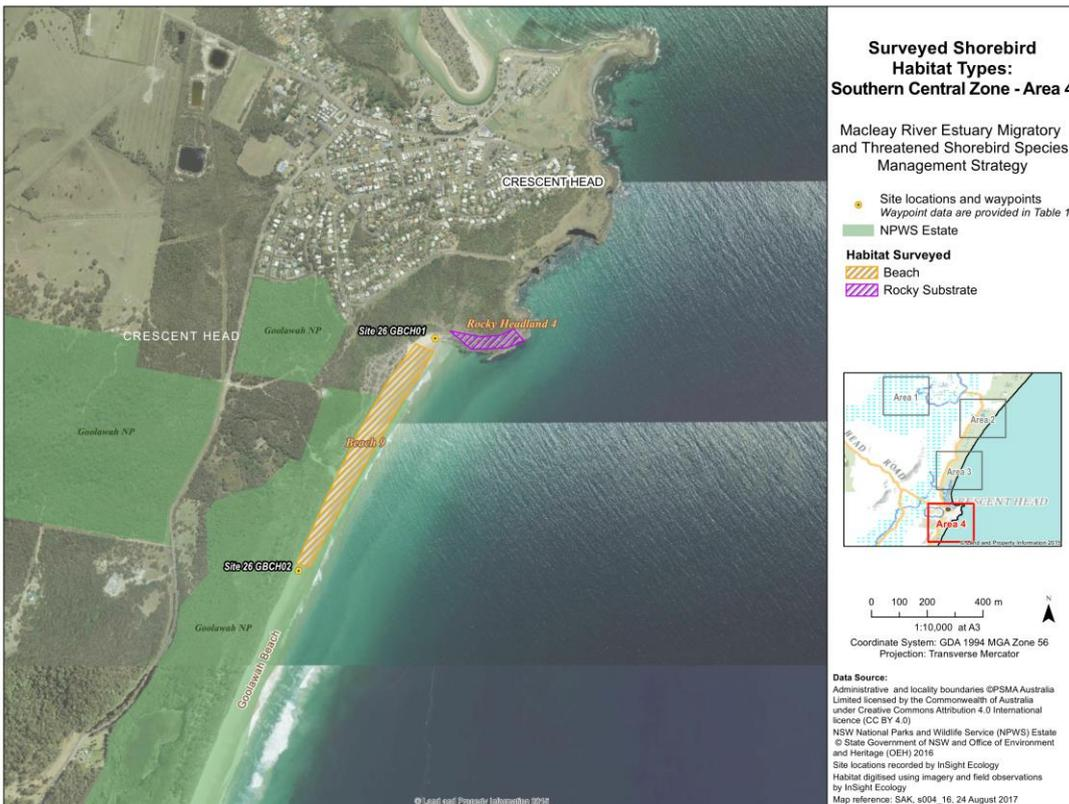 CRESCENT HEAD
CRESCENT HEAD
Goolawah NP
Site 26 GBCH01
Rocky Headland 4
Goolawah NP
Beach 9
Site 26 GBCH02
Goolawah NP
Goolawah Beach
© Land and Property Information 2015
Surveyed Shorebird
Habitat Types:
Southern Central Zone - Area 4
Macleay River Estuary Migratory
and Threatened Shorebird Species
Management Strategy
Site locations and waypoints
Waypoint data are provided in Table 1
NPWS Estate
Habitat Surveyed
Beach
Rocky Substrate
Area 1
Area 2
HEAD ROAD
Area 3
CRESCENT HEAD
Area 4
© Land and Property Information 2015
0 100 200 400 m
N
1:10,000 at A3
Coordinate System: GDA 1994 MGA Zone 56
Projection: Transverse Mercator
Data Source:
Administrative and locality boundaries ©PSMA Australia
Limited licensed by the Commonwealth of Australia
under Creative Commons Attribution 4.0 International
licence (CC BY 4.0)
NSW National Parks and Wildlife Service (NPWS) Estate
© State Government of NSW and Office of Environment
and Heritage (OEH) 2016
Site locations recorded by InSight Ecology
Habitat digitised using imagery and field observations
by InSight Ecology
Map reference: SAK, s004_16, 24 August 2017